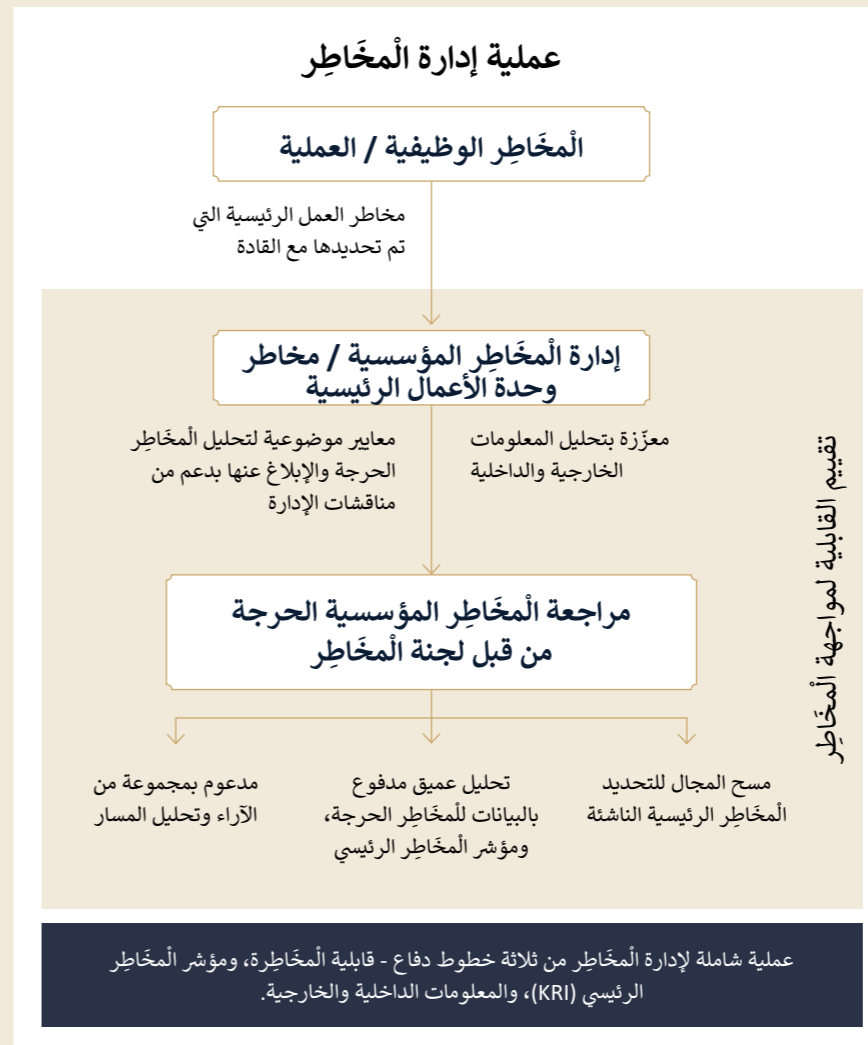 عملية إدارة الْمخَاطِر
الْمخَاطِر الوظيفية / العملية
مخاطر العمل الرئيسية التي
تم تحديدها مع القادة
إدارة الْمخَاطِر المؤسسية / مخاطر
وحدة الأعمال الرئيسية
معزّزة بتحليل المعلومات
الخارجية والداخلية
معايير موضوعية لتحليل الْمخَاطِر
الحرجة والإبلاغ عنها بدعم من
مناقشات الإدارة
تقييم القابلية لمواجهة الْمخَاطِر
مراجعة الْمخَاطِر المؤسسية الحرجة
من قبل لجنة الْمخَاطِر
مسح المجال للتحديد
الْمخَاطِر الرئيسية الناشئة
تحليل عميق مدفوع
بالبيانات للْمخَاطِر الحرجة،
ومؤشر الْمخَاطِر الرئيسي
مدعوم بمجموعة من
الآراء وتحليل المسار
عملية شاملة لإدارة الْمخَاطِر من ثلاثة خطوط دفاع - قابلية الْمخَاطِرة، ومؤشر الْمخَاطِر
الرئيسي (KRI)، والمعلومات الداخلية والخارجية.